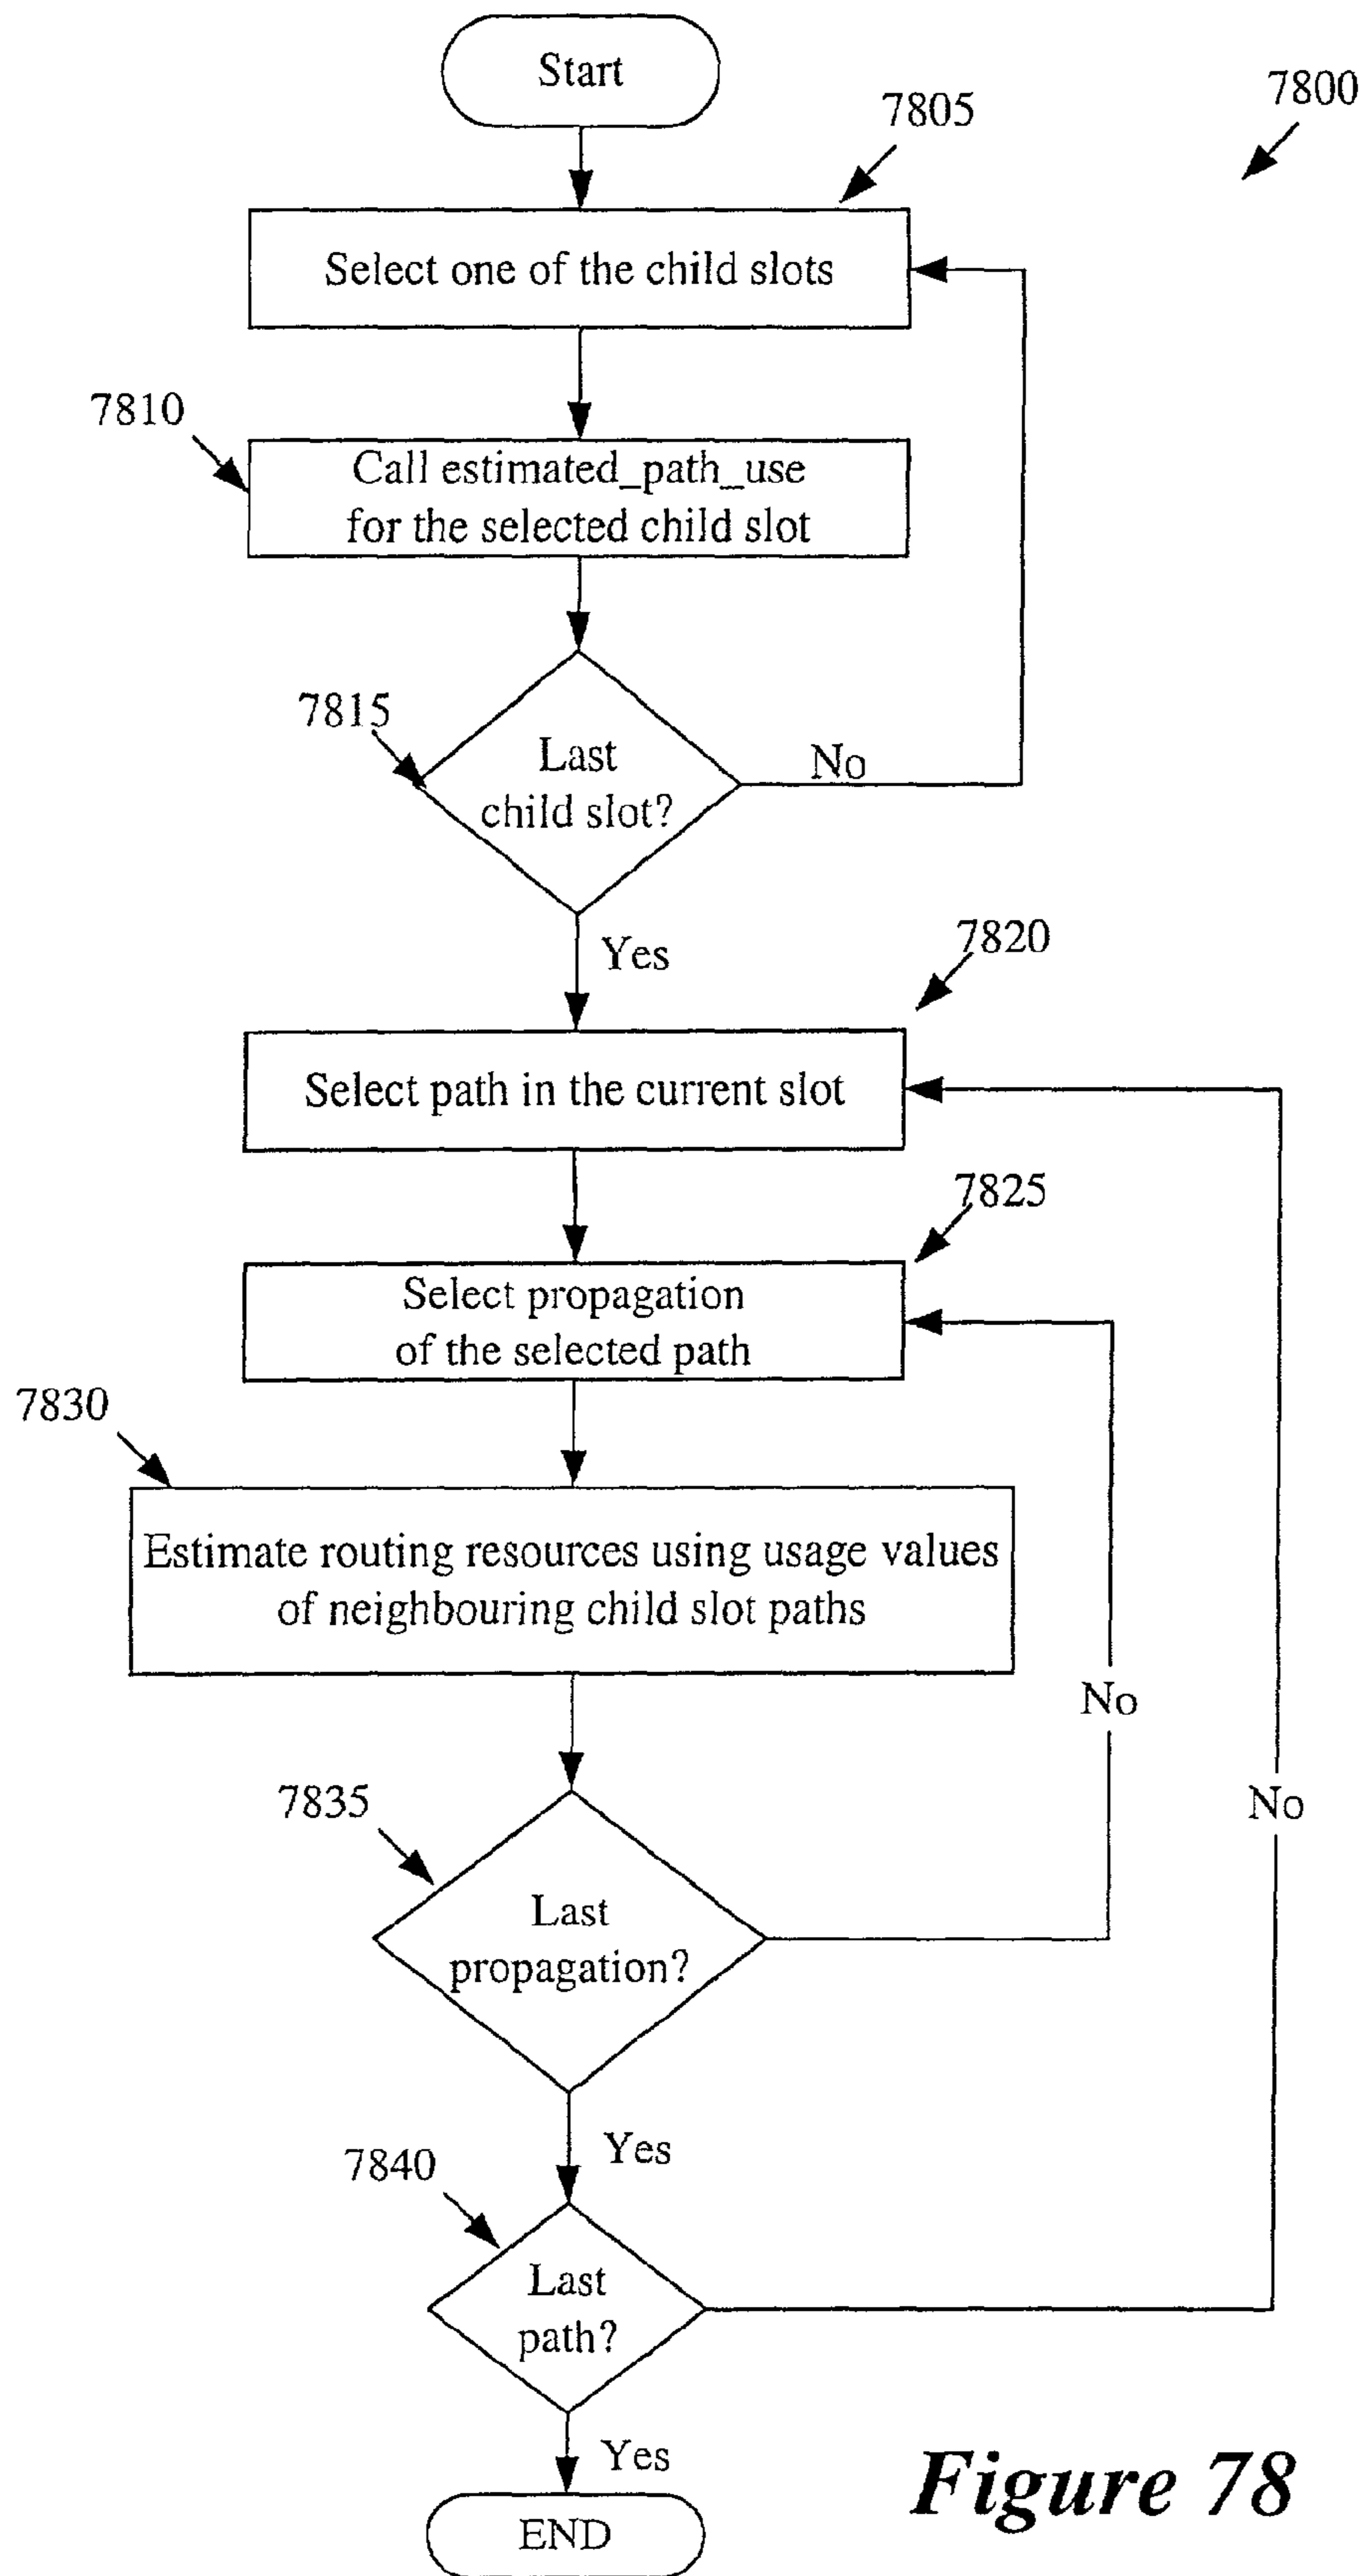 Start
7800
7805
Select one of the child slots
7810
Call estimated_path_use
for the selected child slot
7815
Last
child slot?
No
Yes
7820
Select path in the current slot
7825
Select propagation
of the selected path
7830
Estimate routing resources using usage values
of neighbouring child slot paths
No
No
7835
Last
propagation?
Yes
7840
Last
path?
Yes
END
Figure 78